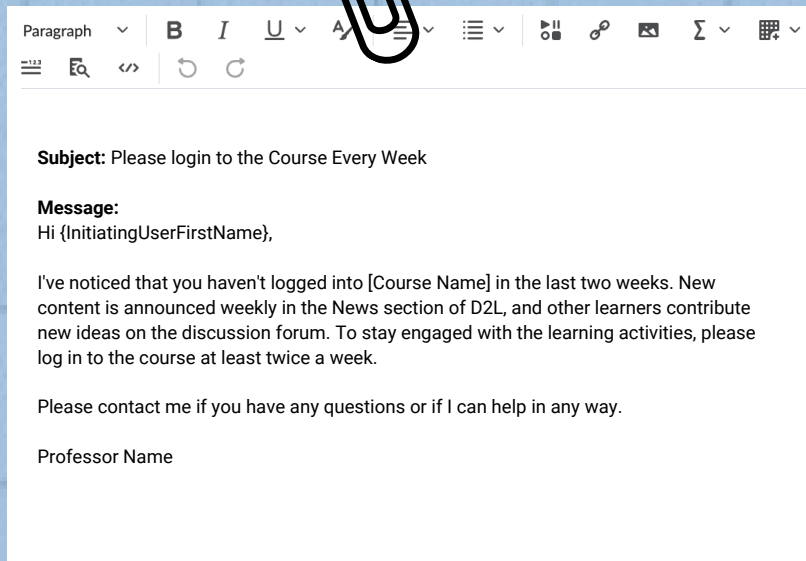 Paragraph
Subject: Please login to the Course Every Week
Message:
Hi {InitiatingUserFirstName},
I've noticed that you haven't logged into [Course Name] in the last two weeks. New
content is announced weekly in the News section of D2L, and other learners contribute
new ideas on the discussion forum. To stay engaged with the learning activities, please
log in to the course at least twice a week.
Please contact me if you have any questions or if I can help in any way.
Professor Name